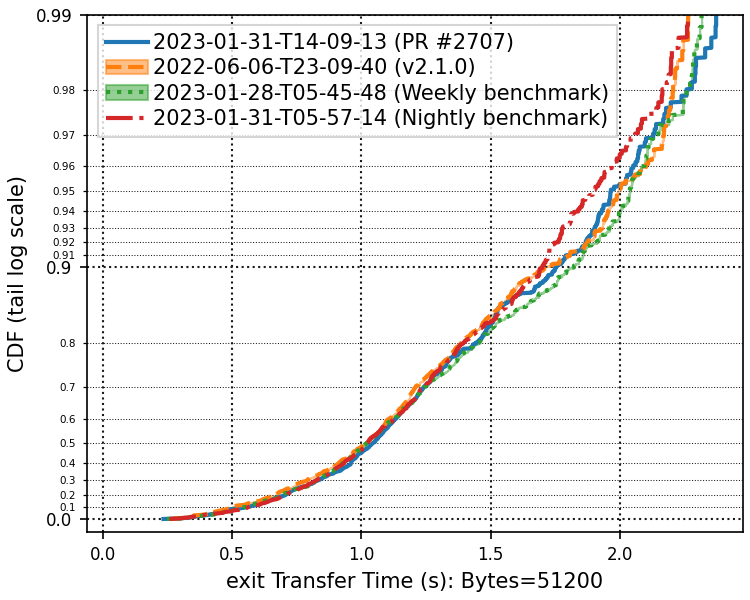 0.99
2023-01-31-T14-09-13 (PR #2707)
2022-06-06-T23-09-40 (v2.1.0)
2023-01-28-T05-45-48 (Weekly benchmark)
2023-01-31-T05-57-14 (Nightly benchmark)
0.98
0.97
0.96
0.95
0.94
0.93
0.92
0.91
0.9
0.8
0.7
0.6
0.5
0.4
0.3
0.2
0.1
0.0
CDF (tail log scale)
0.0 0.5 1.0 1.5 2.0
exit Transfer Time (s): Bytes=51200